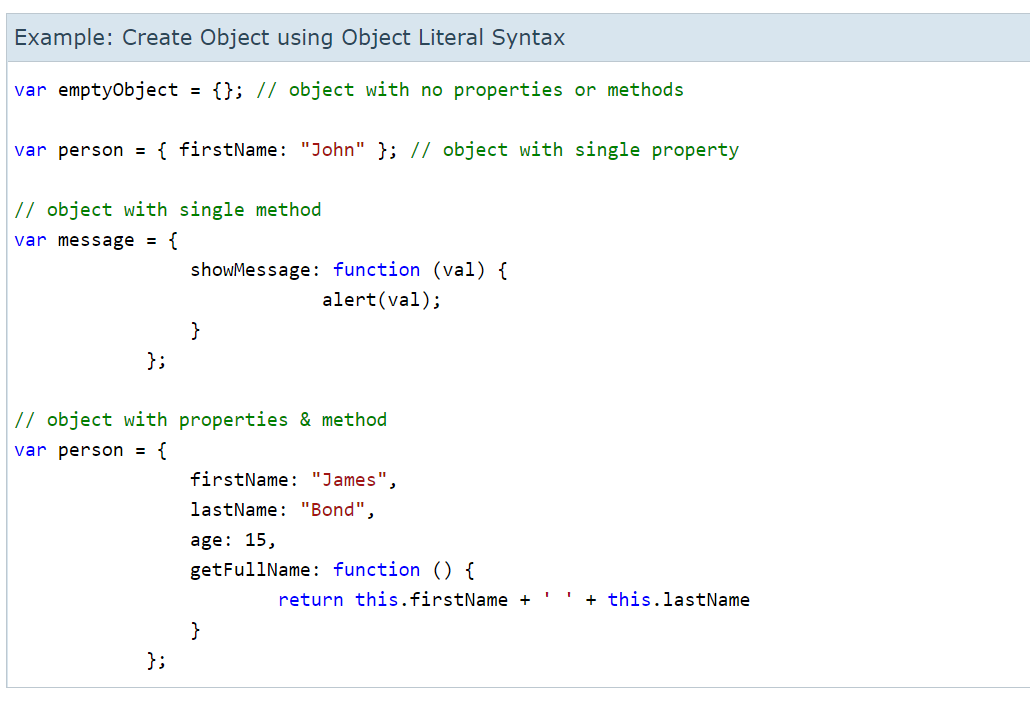 Example: Create Object using Object Literal Syntax
var emptyObject = {}; // object with no properties or methods
var person = { firstName: "John" }; // object with single property
// object with single method
var message = {
showMessage: function (val) {
alert(val);
}
};
// object with properties & method
var person = {
firstName: "James",
lastName: "Bond",
age: 15,
getFullName: function () {
return this.firstName + ' ' + this.lastName
}
};